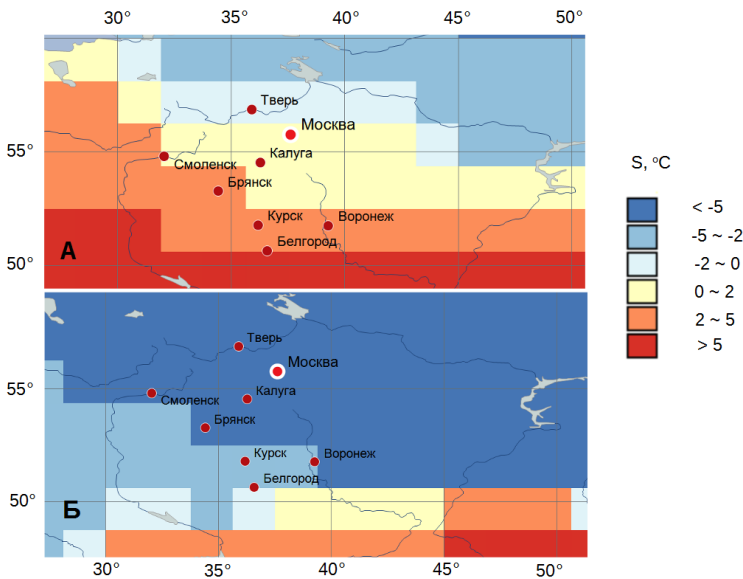 30° 35° 40° 45° 50°
Тверь
Москва
55°
Калуга
Смоленск
Брянск
Курск
Воронеж
Белгород
А
50°
S, °C
< -5
-5 ~ -2
-2 ~ 0
0 ~ 2
2 ~ 5
> 5
Тверь
Москва
55°
Калуга
Смоленск
Брянск
Курск
Воронеж
Белгород
50°
Б
30° 35° 40° 45° 50°